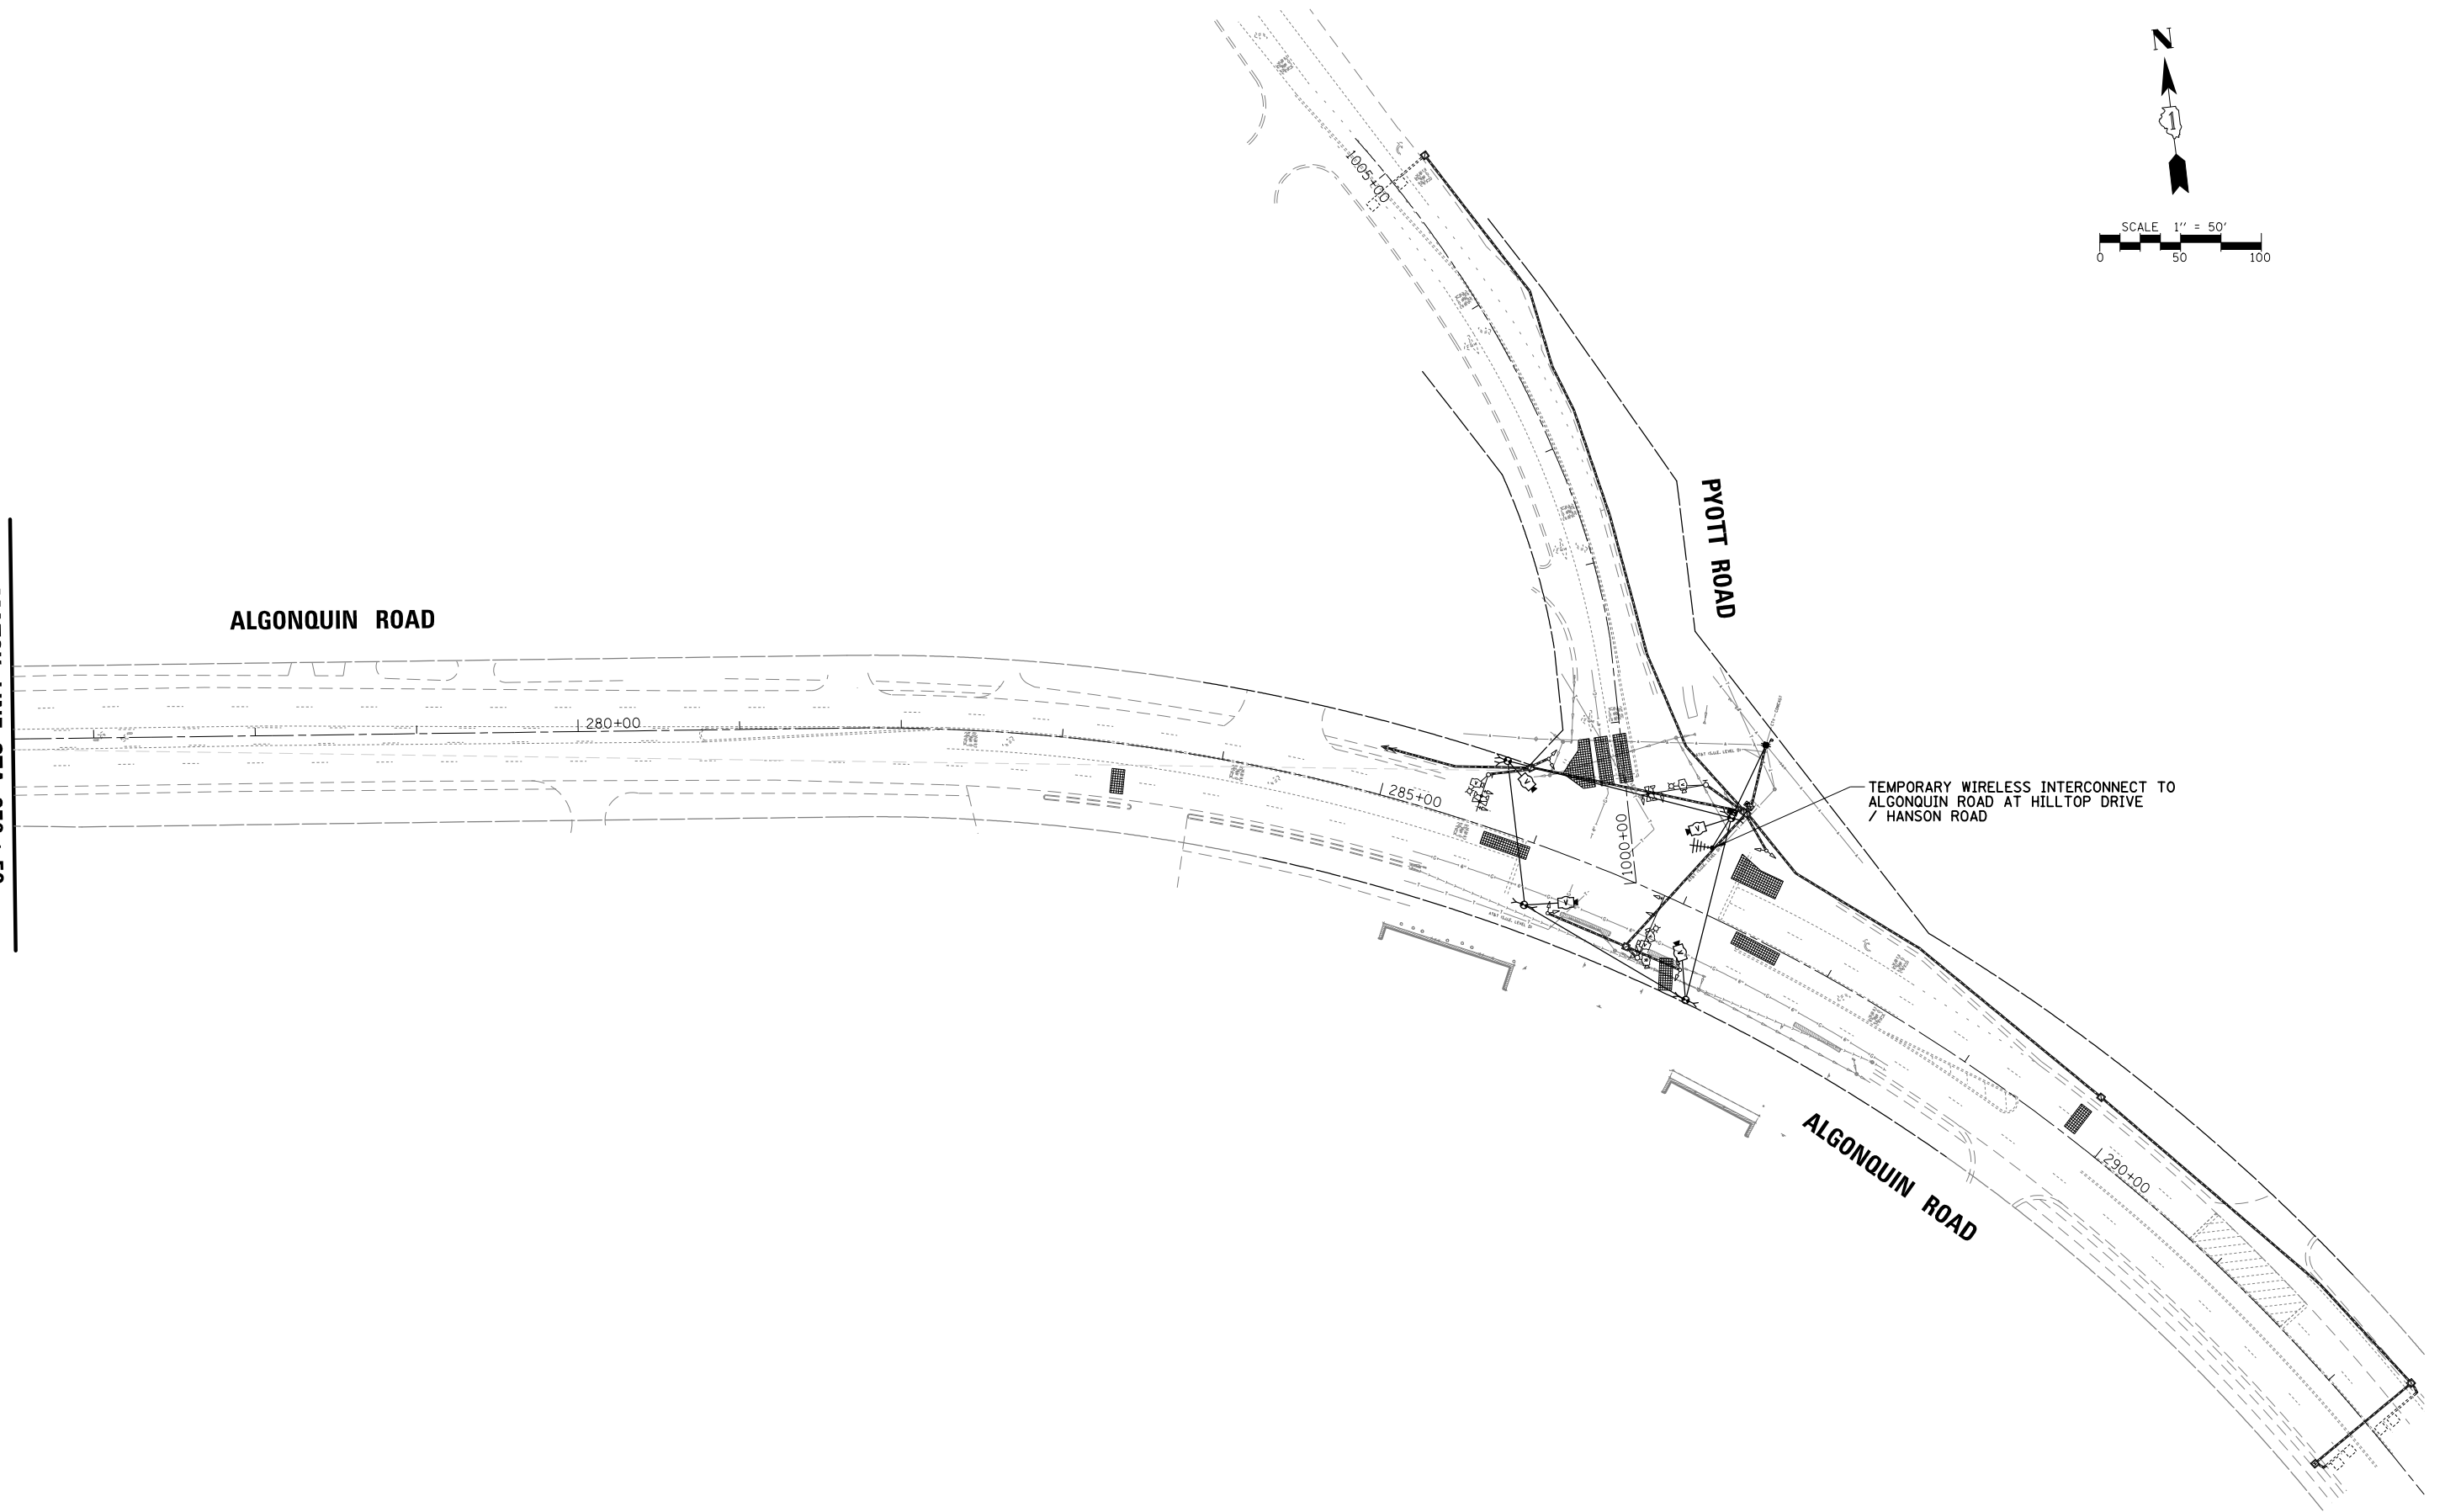 N
1
SCALE 1" = 50'
0 50 100
1005+00
PYOTT ROAD
ALGONQUIN ROAD
280+00
285+00
1000+00
TEMPORARY WIRELESS INTERCONNECT TO
ALGONQUIN ROAD AT HILLTOP DRIVE
/ HANSON ROAD
ALGONQUIN ROAD
290+00